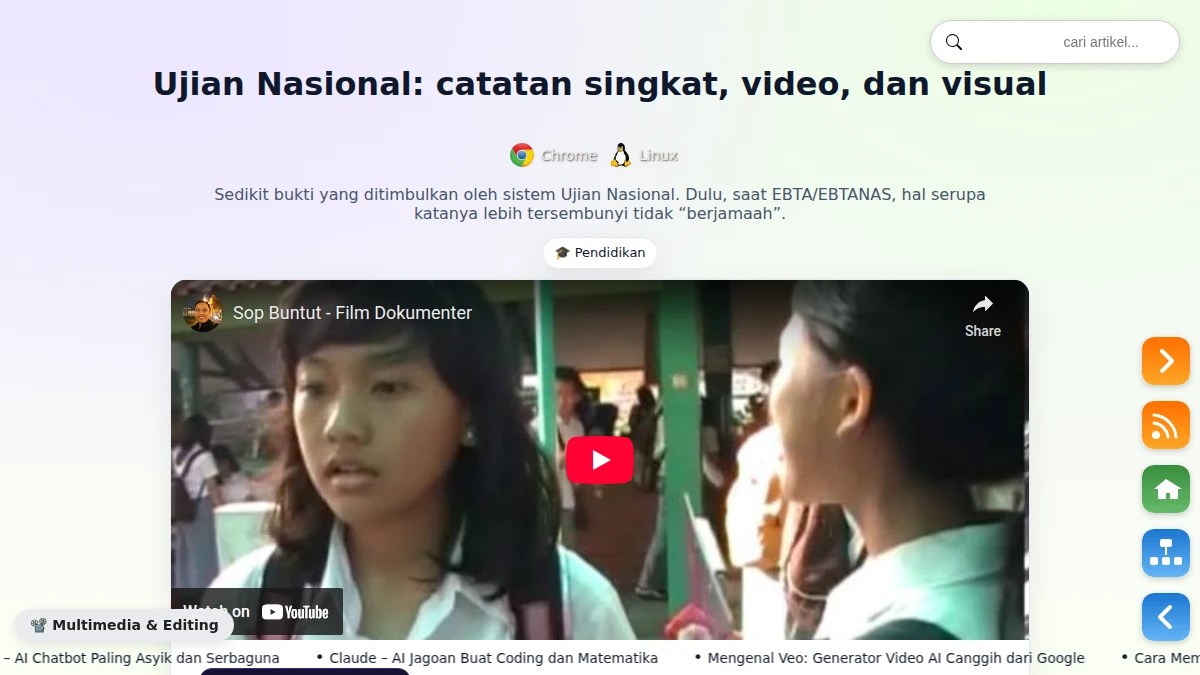 cari artikel...
Ujian Nasional: catatan singkat, video, dan visual
Chrome Linux
Sedikit bukti yang ditimbulkan oleh sistem Ujian Nasional. Dulu, saat EBTA/EBTANAS, hal serupa
katanya lebih tersembunyi tidak “berjamaah”.
🎓 Pendidikan
Sop Buntut - Film Dokumenter
Share
Watch on YouTube
📽️ Multimedia & Editing
– AI Chatbot Paling Asyik dan Serbaguna • Claude – AI Jagoan Buat Coding dan Matematika • Mengenal Veo: Generator Video AI Canggih dari Google • Cara Mem